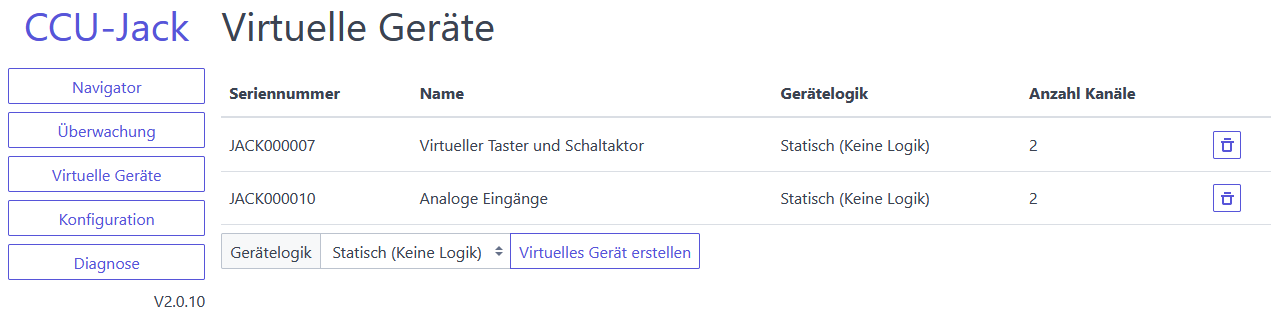 CCU-Jack
Virtuelle Geräte
Navigator
Überwachung
Virtuelle Geräte
Konfiguration
Diagnose
V2.0.10
Seriennummer Name Gerätelogik Anzahl Kanäle
JACK000007 Virtueller Taster und Schaltaktor Statisch (Keine Logik) 2
JACK000010 Analoge Eingänge Statisch (Keine Logik) 2
Gerätelogik Statisch (Keine Logik) Virtuelles Gerät erstellen